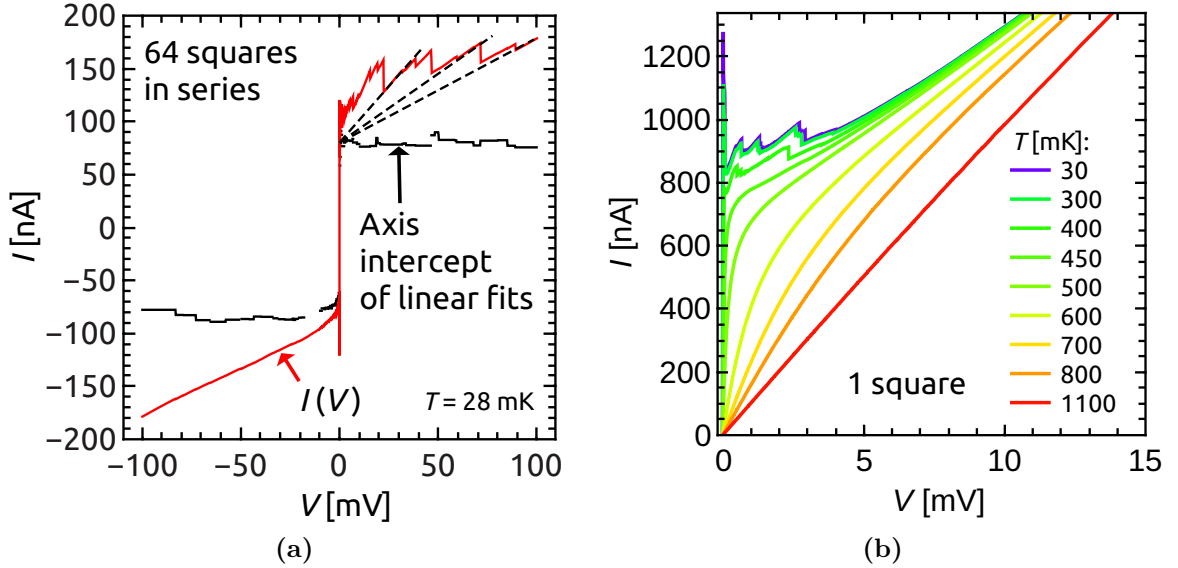 (a)
64 squares
in series
Axis
intercept
of linear fits
I(V)
T = 28 mK
I [nA]
200
150
100
50
0
−50
−100
−150
−200
−100
−50
0
50
100
V [mV]
(a)
(b)
T [mK]:
30
300
400
450
500
600
700
800
1100
1 square
I [nA]
1200
1000
800
600
400
200
0
0
5
10
15
V [mV]
(b)